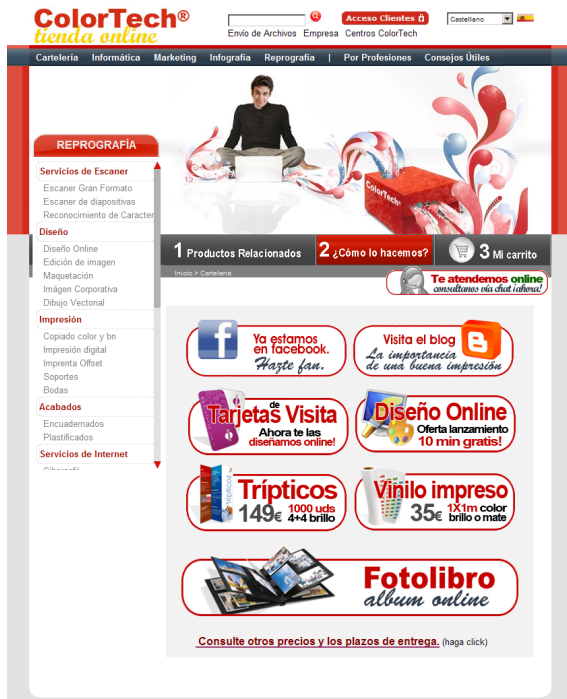 ColorTech®
tienda online
Acceso Clientes
Castellano
Envío de Archivos Empresa Centros ColorTech
Cartelería Informática Marketing Infografía Reprografía | Por Profesiones Consejos Útiles
REPROGRAFÍA
Servicios de Escaner
Escaner Gran Formato
Escaner de diapositivas
Reconocimiento de Caracter
Diseño
Diseño Online
Edición de imagen
Maquetación
Imágen Corporativa
Dibujo Vectorial
Impresión
Copiado color y bn
Impresión digital
Imprenta Offset
Soportes
Bodas
Acabados
Encuadernados
Plastificados
Servicios de Internet
ColorTech®
1 Productos Relacionados
2 ¿Cómo lo hacemos?
3 Mi carrito
Inicio > Cartelería
Te atendemos online
consultanos vía chat ¡ahora!
Ya estamos
en facebook.
Hazte fan.
Visita el blog
La importancia
de una buena impresión
Tarjetas de Visita
Ahora te las
diseñamos online!
Diseño Online
Oferta lanzamiento
10 min gratis!
Trípticos
Trípticos
149€ 1000 uds
4+4 brillo
Vinilo impreso
35€ 1X1m color
brillo o mate
Fotolibro
album online
Consulte otros precios y los plazos de entrega. (haga click)